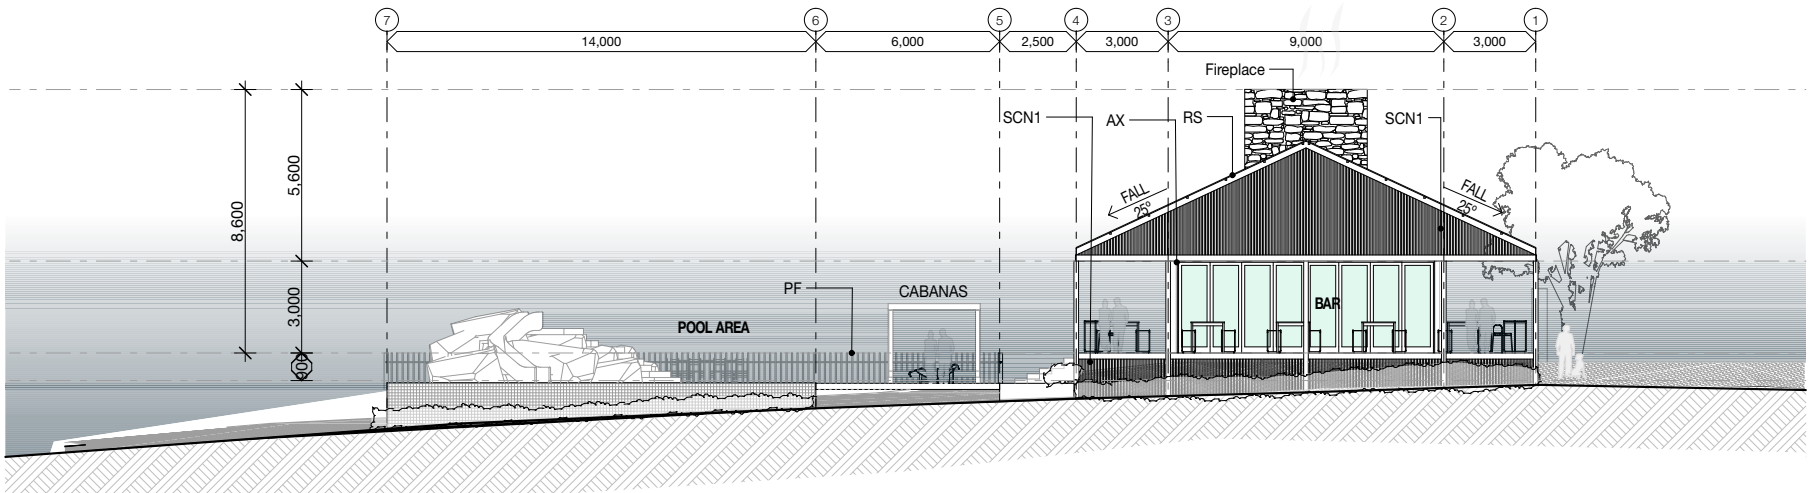 7 6 5 4 3 2 1
14,000 6,000 2,500 3,000 9,000 3,000
Fireplace
SCN1 AX RS SCN1
5,600
8,600
FALL
25°
FALL
25°
3,000
PF
CABANAS
BAR
POOL AREA
900